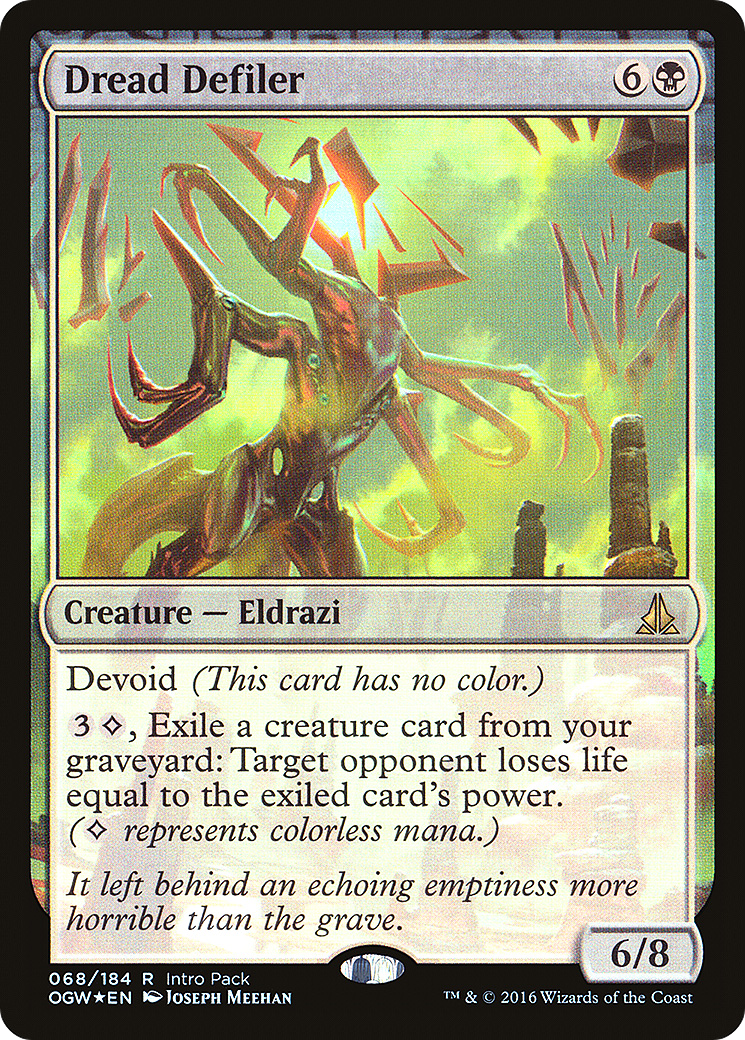 Dread Defiler 6
Creature — Eldrazi
Devoid (This card has no color.)
3◇, Exile a creature card from your
graveyard: Target opponent loses life
equal to the exiled card's power.
(◇ represents colorless mana.)
It left behind an echoing emptiness more
horrible than the grave.
6/8
068/184 R Intro Pack
OGW★EN Joseph Meehan
™ & © 2016 Wizards of the Coast